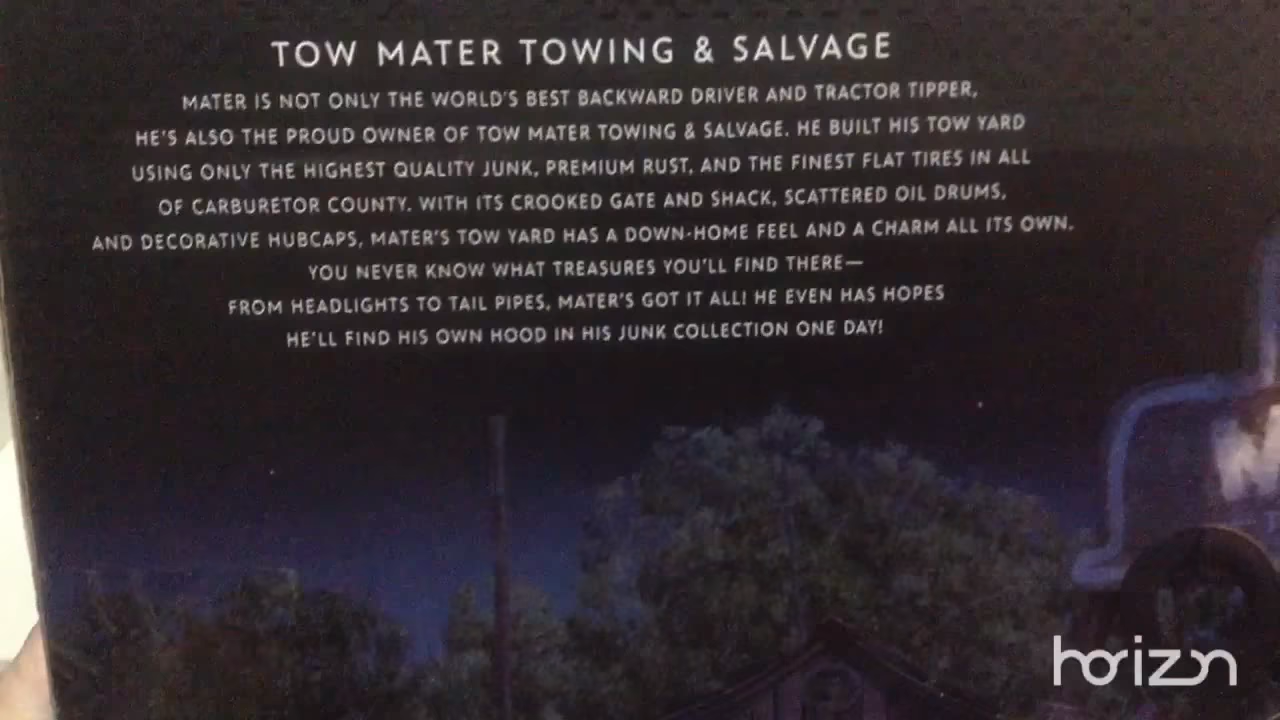 TOW MATER TOWING & SALVAGE
MATER IS NOT ONLY THE WORLD'S BEST BACKWARD DRIVER AND TRACTOR TIPPER,
HE'S ALSO THE PROUD OWNER OF TOW MATER TOWING & SALVAGE. HE BUILT HIS TOW YARD
USING ONLY THE HIGHEST QUALITY JUNK, PREMIUM RUST, AND THE FINEST FLAT TIRES IN ALL
OF CARBURETOR COUNTY. WITH ITS CROOKED GATE AND SHACK, SCATTERED OIL DRUMS,
AND DECORATIVE HUBCAPS, MATER'S TOW YARD HAS A DOWN-HOME FEEL AND A CHARM ALL ITS OWN.
YOU NEVER KNOW WHAT TREASURES YOU'LL FIND THERE—
FROM HEADLIGHTS TO TAIL PIPES, MATER'S GOT IT ALL! HE EVEN HAS HOPES
HE'LL FIND HIS OWN HOOD IN HIS JUNK COLLECTION ONE DAY!
horizon